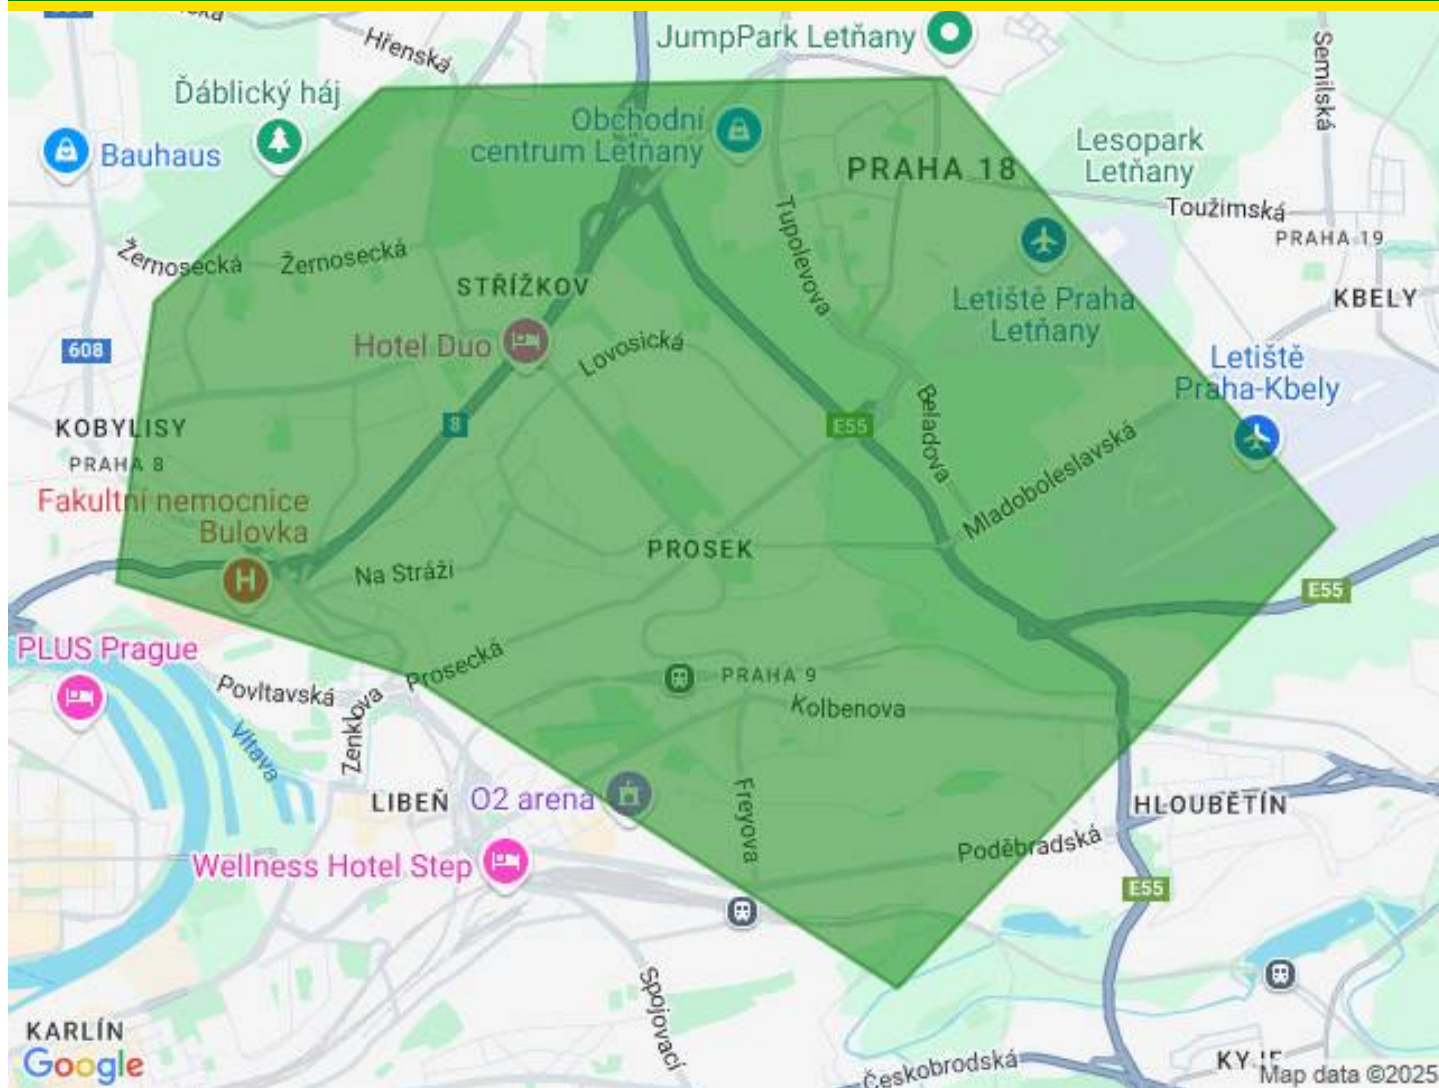 Hřenská
JumpPark Letňany
Semilská
Ďáblický háj
Bauhaus
Obchodní
centrum Letňany
PRAHA 18
Lesopark
Letňany
Toužimská
PRAHA 19
Žernosecká
Žernosecká
STŘÍŽKOV
Tupolevova
Letiště Praha
Letňany
KBELY
608
Hotel Duo
Lovosická
Letiště
Praha-Kbely
KOBYLISY
PRAHA 8
8
E55
Beladova
Mladoboleslavská
Fakultní nemocnice
Bulovka
H
Na Stráži
PROSEK
E55
PLUS Prague
Povltavská
Prosecká
PRAHA 9
Kolbenova
Vltava
Zenklova
LIBEŇ
O2 arena
Freyova
HLOUBĚTÍN
Poděbradská
Wellness Hotel Step
E55
Spojovací
KARLÍN
Google
Českobrodská
Map data ©2025